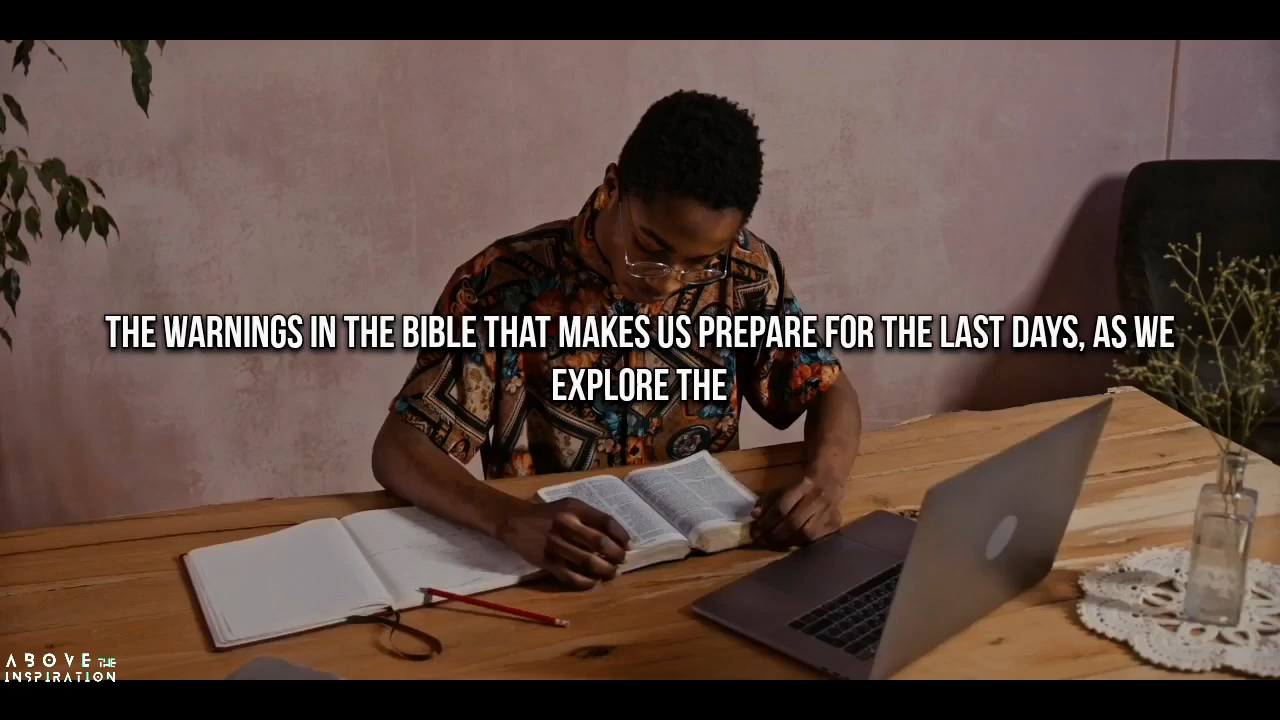 THE WARNINGS IN THE BIBLE THAT MAKES US PREPARE FOR THE LAST DAYS, AS WE
EXPLORE THE
ABOVE THE
INSPIRATION